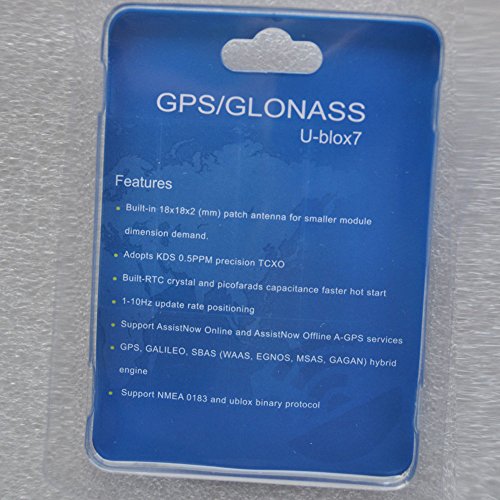 GPS/GLONASS
U-blox7
Features
Built-in 18x18x2 (mm) patch antenna for smaller module
dimension demand.
Adopts KDS 0.5PPM precision TCXO
Built-RTC crystal and picofarads capacitance faster hot start
1-10Hz update rate positioning
Support AssistNow Online and AssistNow Offline A-GPS services
GPS, GALILEO, SBAS (WAAS, EGNOS, MSAS, GAGAN) hybrid
engine
Support NMEA 0183 and ublox binary protocol